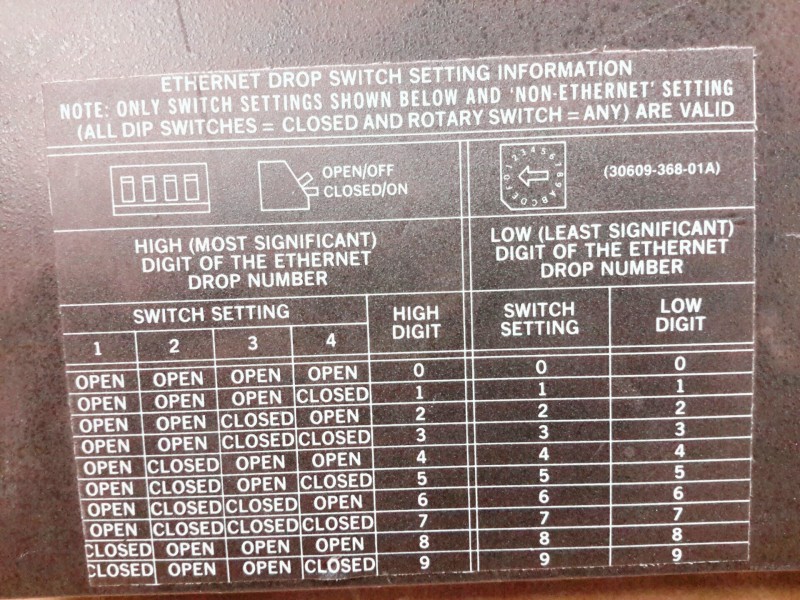 ETHERNET DROP SWITCH SETTING INFORMATION
NOTE: ONLY SWITCH SETTINGS SHOWN BELOW AND 'NON-ETHERNET' SETTING
(ALL DIP SWITCHES = CLOSED AND ROTARY SWITCH = ANY) ARE VALID
OPEN/OFF
CLOSED/ON
0123456789ABCDEF
(30609-368-01A)
HIGH (MOST SIGNIFICANT)
DIGIT OF THE ETHERNET
DROP NUMBER
LOW (LEAST SIGNIFICANT)
DIGIT OF THE ETHERNET
DROP NUMBER
SWITCH SETTING
1 2 3 4
HIGH
DIGIT
SWITCH
SETTING
LOW
DIGIT
OPEN OPEN OPEN OPEN 0 0 0
OPEN OPEN OPEN CLOSED 1 1 1
OPEN OPEN CLOSED OPEN 2 2 2
OPEN OPEN CLOSED CLOSED 3 3 3
OPEN CLOSED OPEN OPEN 4 4 4
OPEN CLOSED OPEN CLOSED 5 5 5
OPEN CLOSED CLOSED OPEN 6 6 6
OPEN CLOSED CLOSED CLOSED 7 7 7
CLOSED OPEN OPEN OPEN 8 8 8
CLOSED OPEN OPEN CLOSED 9 9 9